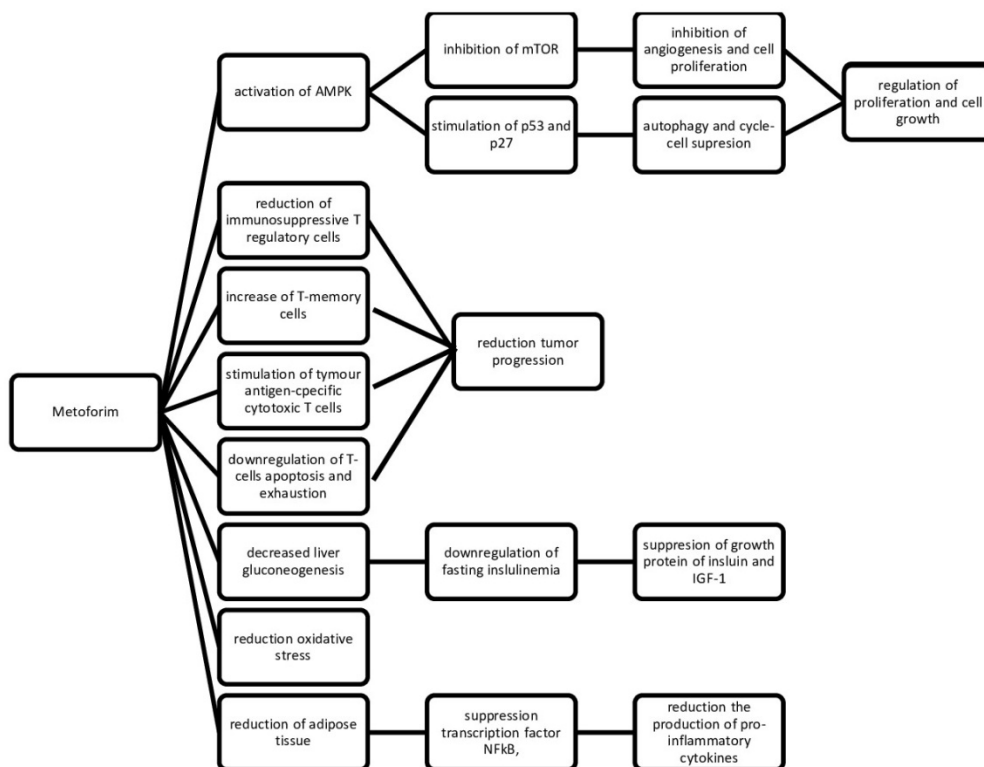 Metoforim
activation of AMPK
inhibition of mTOR
inhibition of
angiogenesis and cell
proliferation
stimulation of p53 and
p27
autophagy and cycle-
cell supresion
regulation of
proliferation and cell
growth
reduction of
immunosuppressive T
regulatory cells
increase of T-memory
cells
stimulation of tymour
antigen-cpecific
cytotoxic T cells
downregulation of T-
cells apoptosis and
exhaustion
reduction tumor
progression
decreased liver
gluconeogenesis
downregulation of
fasting inslulinemia
suppresion of growth
protein of insluin and
IGF-1
reduction oxidative
stress
reduction of adipose
tissue
suppression
transcription factor
NFkB,
reduction the
production of pro-
inflammatory
cytokines